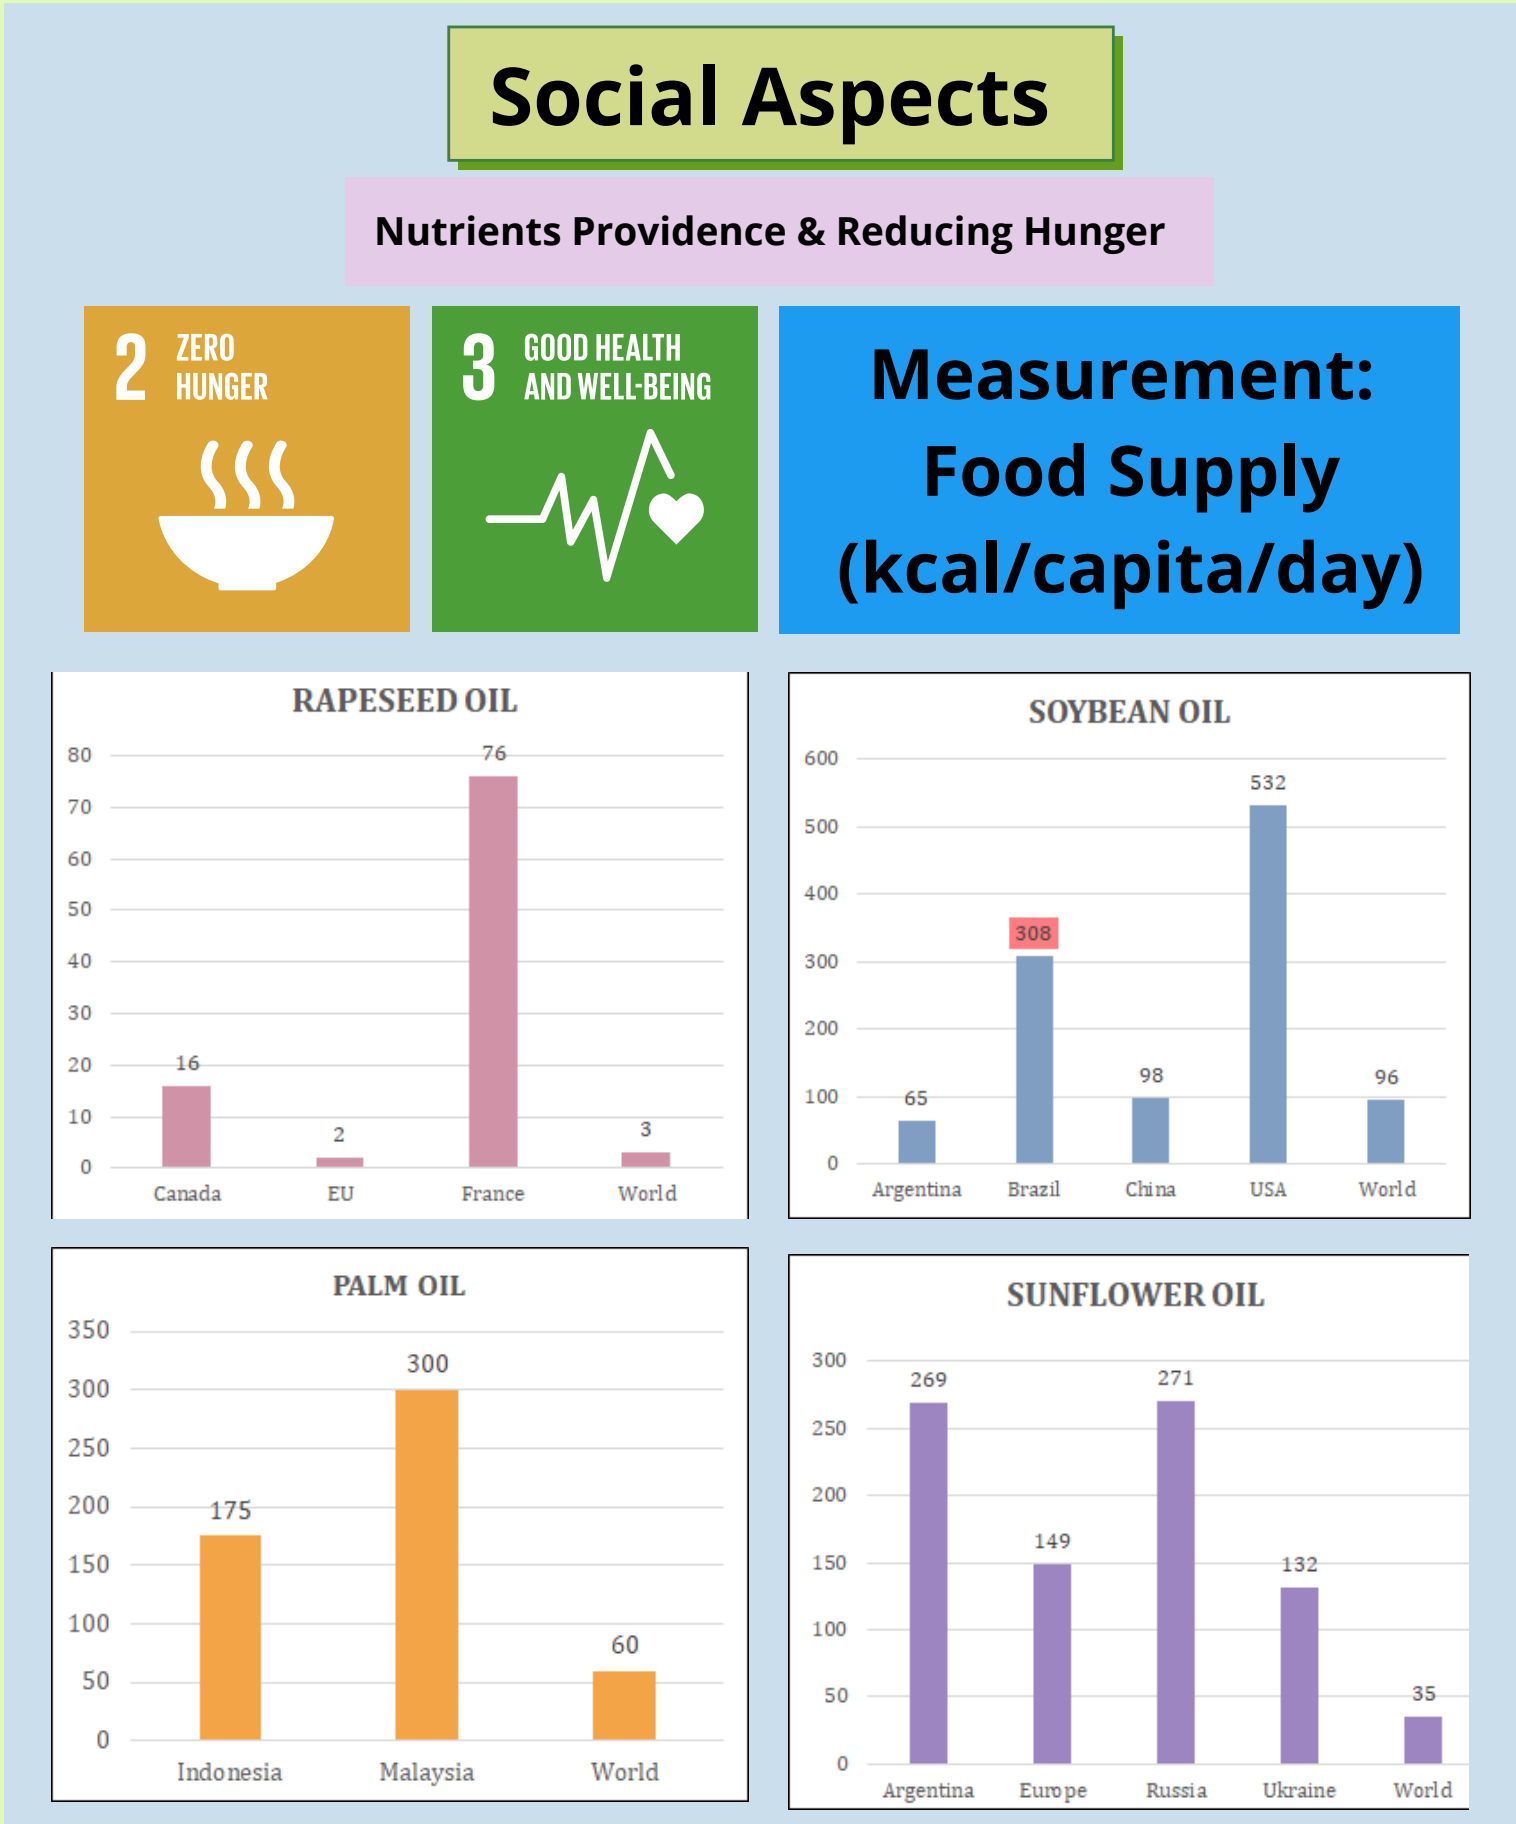 Social Aspects
Nutrients Providence & Reducing Hunger
2 ZERO
HUNGER
3 GOOD HEALTH
AND WELL-BEING
Measurement:
Food Supply
(kcal/capita/day)
RAPESEED OIL
80
70
60
50
40
30
20
10
0
16
2
76
3
Canada EU France World
SOYBEAN OIL
600
500
400
300
200
100
0
65
308
98
532
96
Argentina Brazil China USA World
PALM OIL
350
300
250
200
150
100
50
0
175
300
60
Indonesia Malaysia World
SUNFLOWER OIL
300
250
200
150
100
50
0
269
149
271
132
35
Argentina Europe Russia Ukraine World